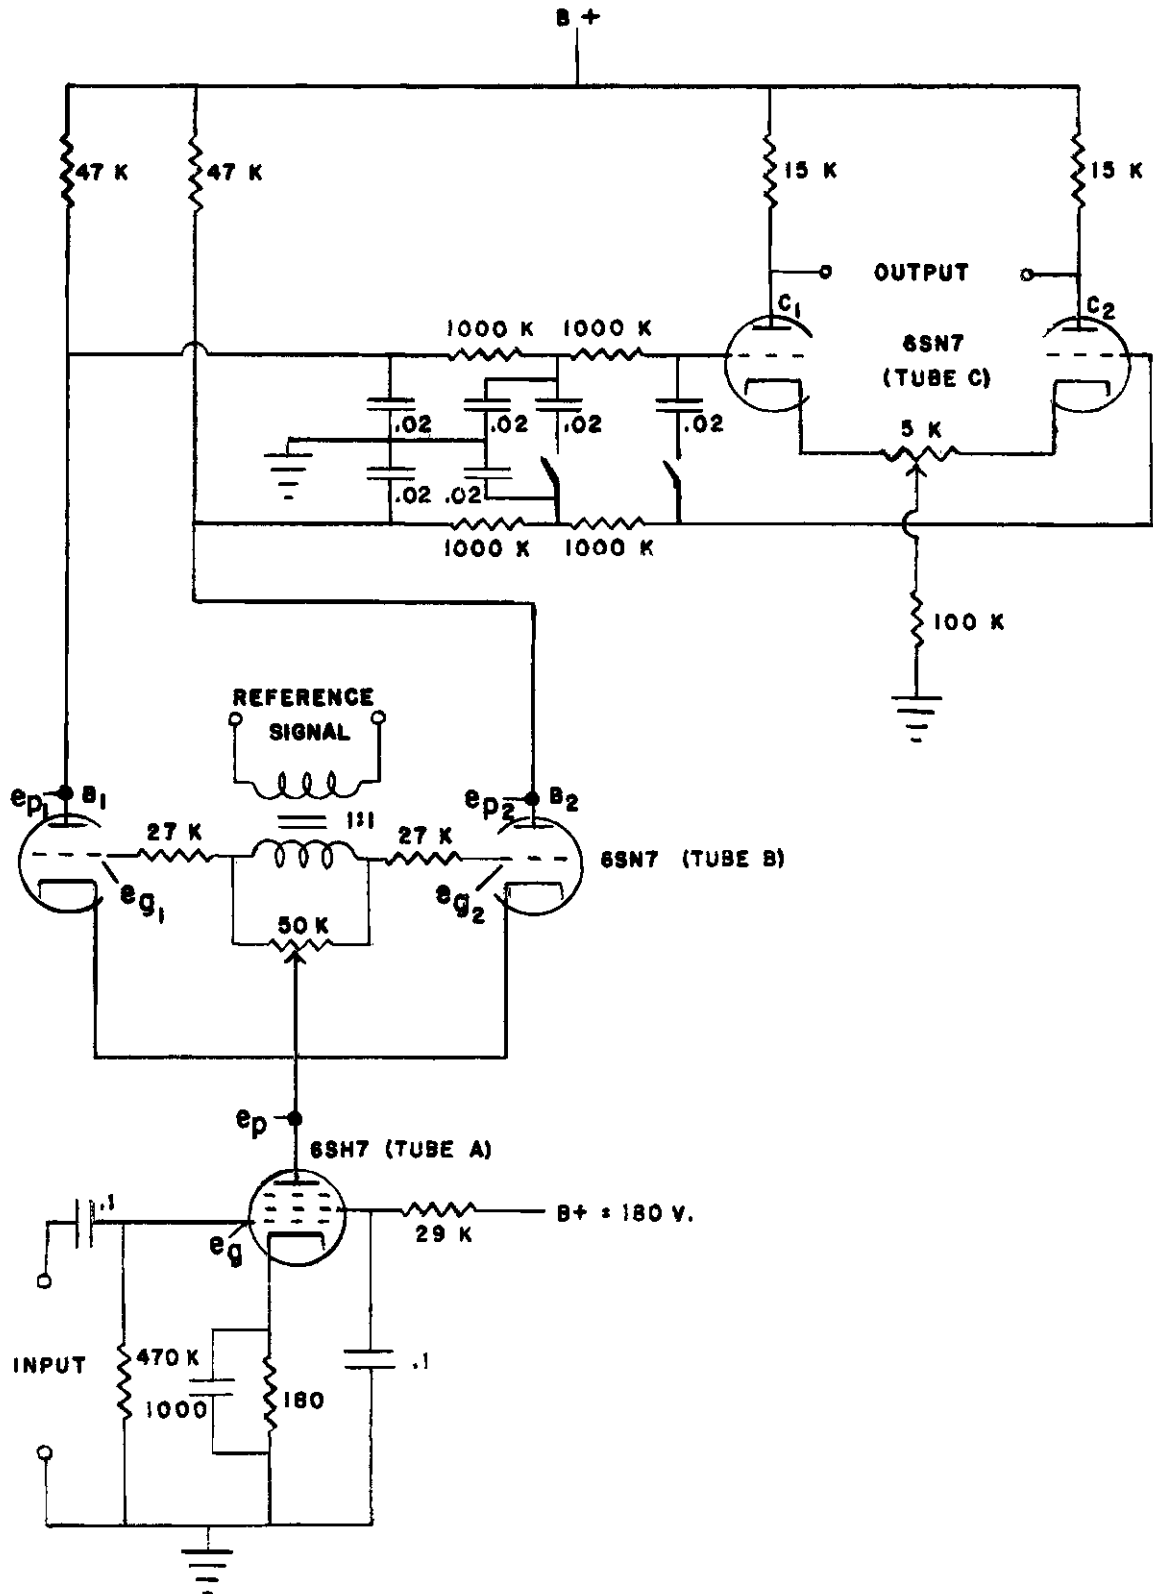 B +
47 K
47 K
15 K
15 K
OUTPUT
C1
C2
1000 K
1000 K
6SN7
(TUBE C)
.02
.02
.02
.02
5 K
.02
.02
1000 K
1000 K
100 K
REFERENCE
SIGNAL
ep1
B1
ep2
B2
27 K
1:1
27 K
6SN7 (TUBE B)
eg1
eg2
50 K
ep
6SH7 (TUBE A)
.1
B+ = 180 V.
29 K
eg
INPUT
470 K
.1
1000
180